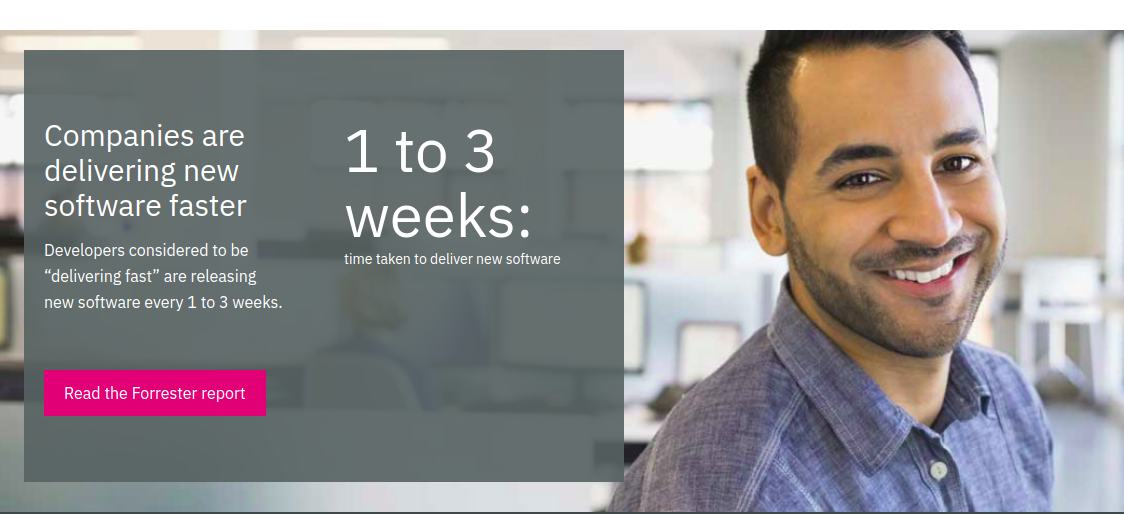 Companies are
delivering new
software faster
Developers considered to be
“delivering fast” are releasing
new software every 1 to 3 weeks.
Read the Forrester report
1 to 3
weeks:
time taken to deliver new software